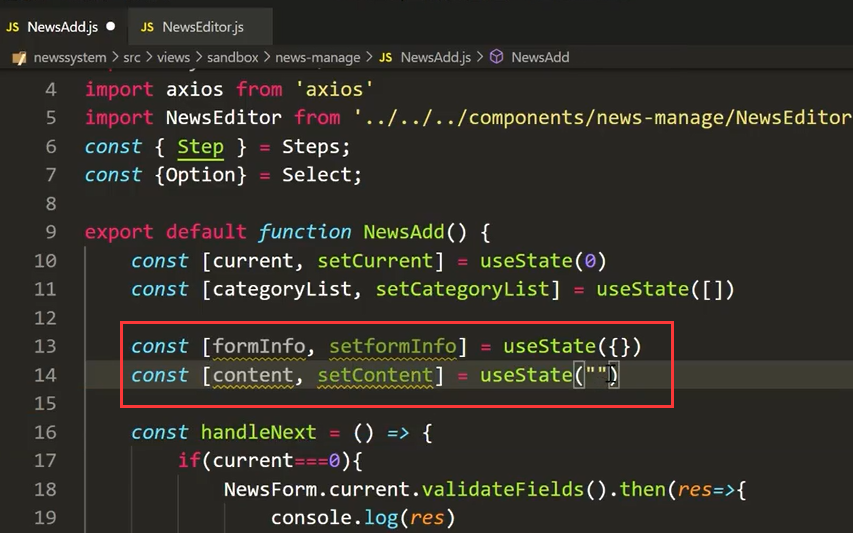 JS NewsAdd.js ● JS NewsEditor.js
newssystem > src > views > sandbox > news-manage > JS NewsAdd.js > NewsAdd
4 import axios from 'axios'
5 import NewsEditor from '../../../components/news-manage/NewsEditor
6 const { Step } = Steps;
7 const {Option} = Select;
8
9 export default function NewsAdd() {
10 const [current, setCurrent] = useState(0)
11 const [categoryList, setCategoryList] = useState([])
12
13 const [formInfo, setformInfo] = useState({})
14 const [content, setContent] = useState("")
15
16 const handleNext = () => {
17 if(current===0){
18 NewsForm.current.validateFields().then(res=>{
19 console.log(res)